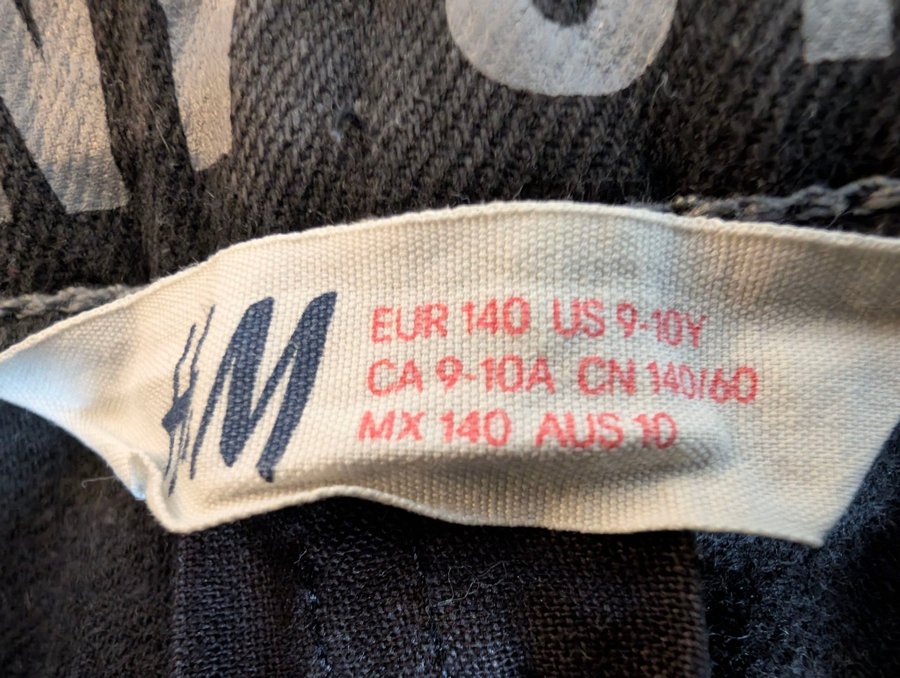 H&M
EUR 140 US 9-10Y
CA 9-10A CN 140/60
MX 140 AUS 10